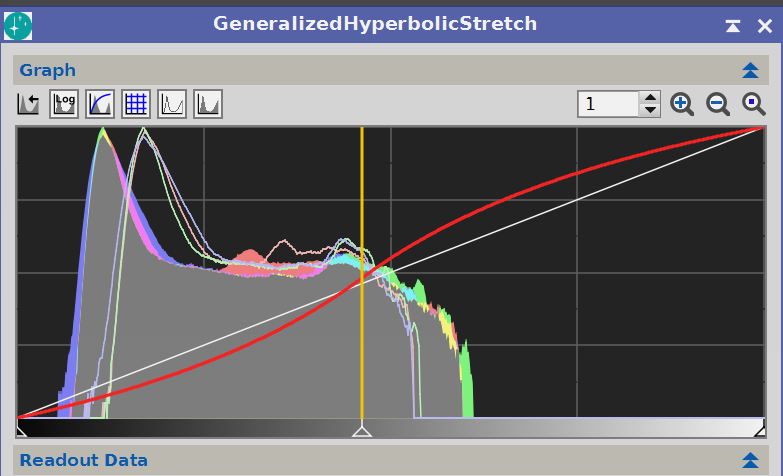 GeneralizedHyperbolicStretch
Graph
Log
1
Readout Data